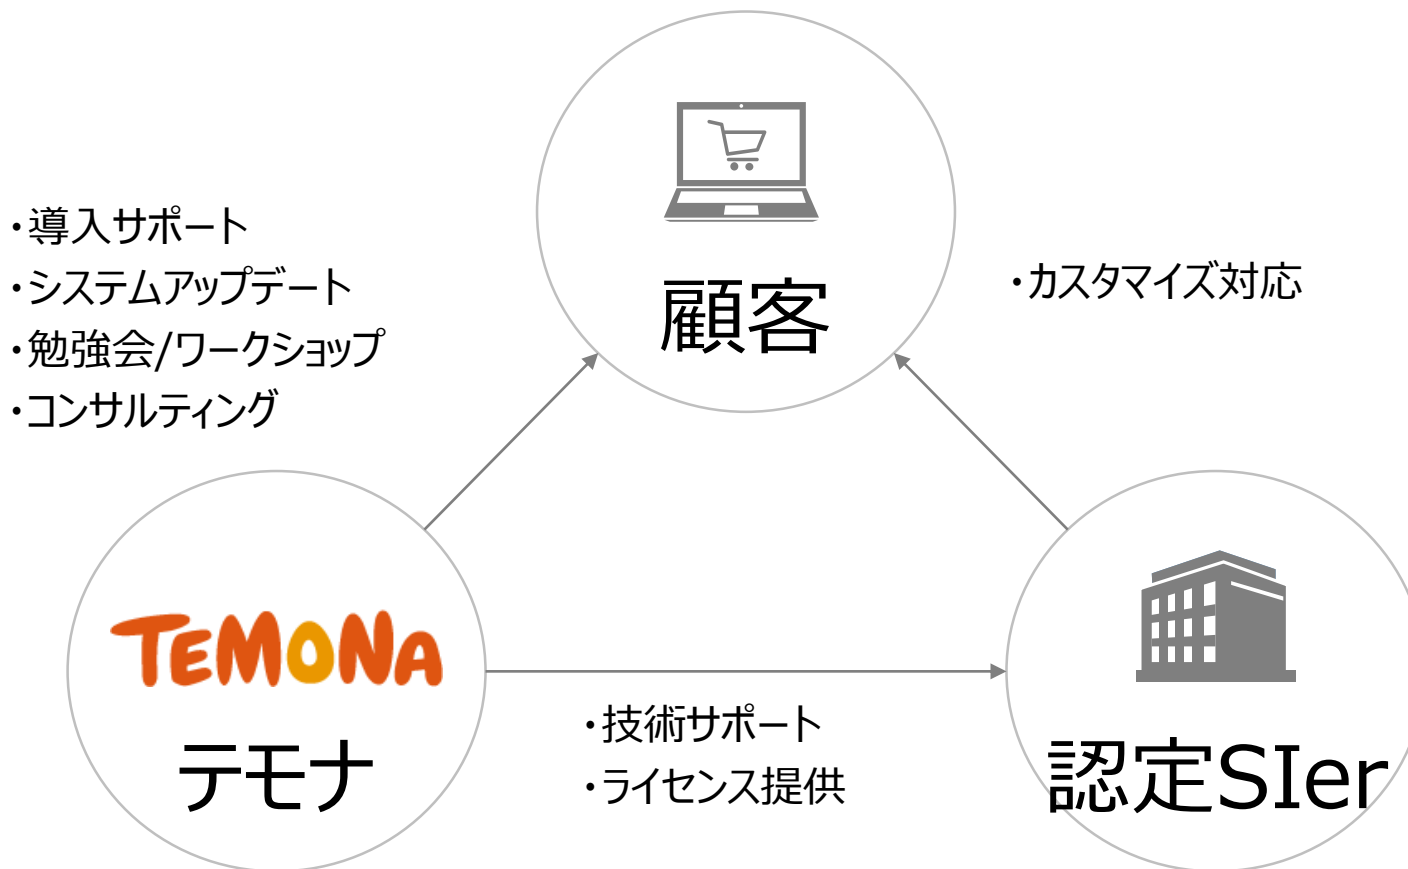 ・導入サポート
・システムアップデート
・勉強会/ワークショップ
・コンサルティング
顧客
・カスタマイズ対応
TEMONA
テモナ
・技術サポート
・ライセンス提供
認定SIer